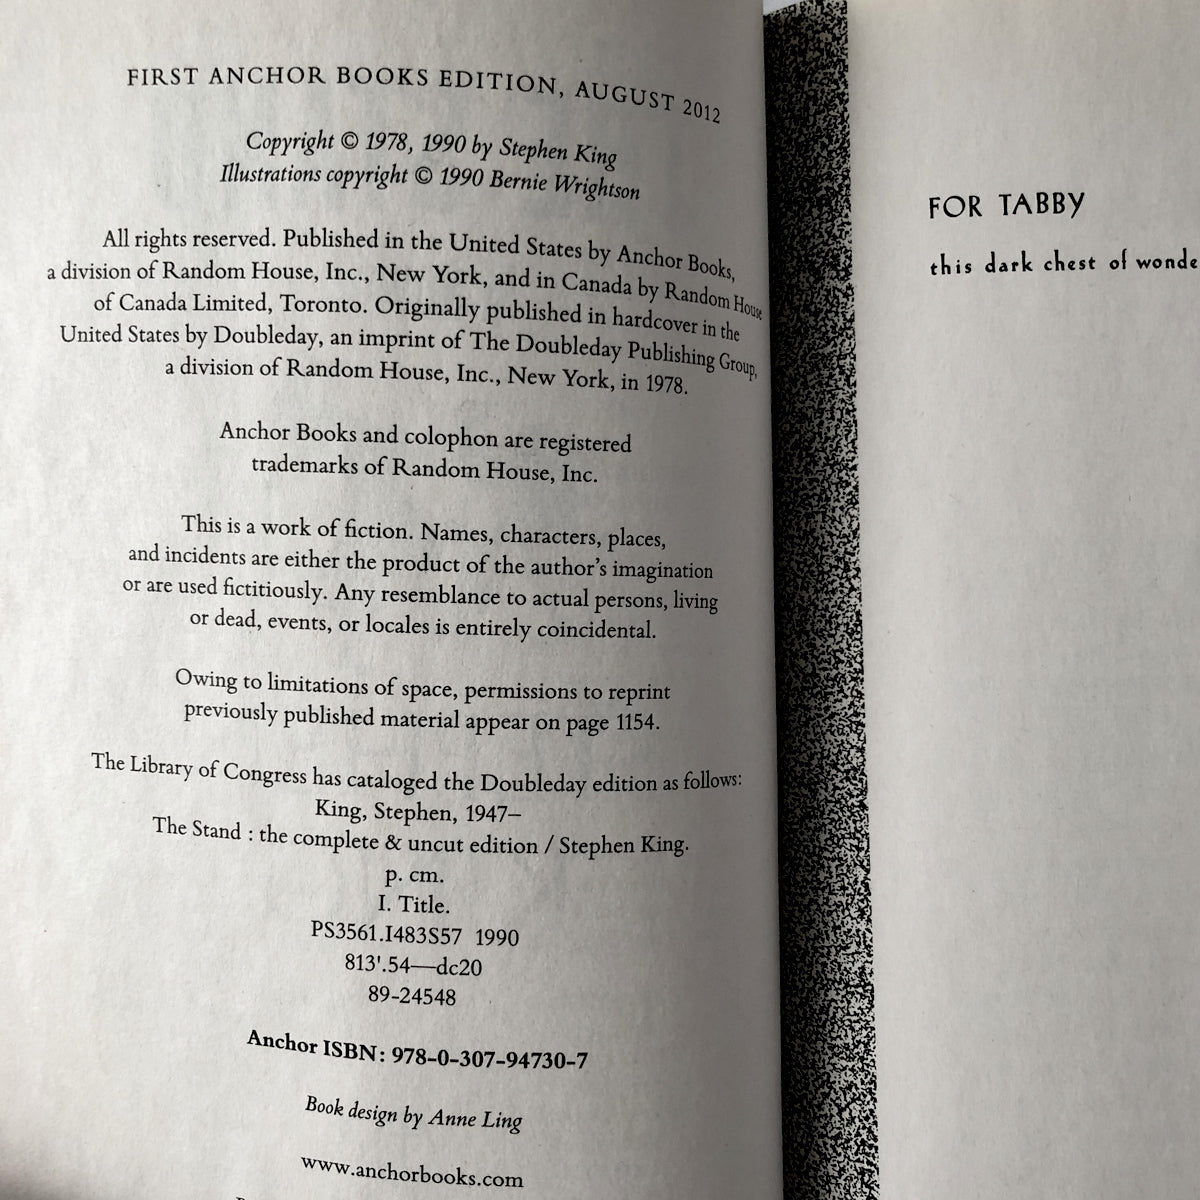 FIRST ANCHOR BOOKS EDITION, AUGUST 2012
Copyright © 1978, 1990 by Stephen King
Illustrations copyright © 1990 Bernie Wrightson
All rights reserved. Published in the United States by Anchor Books,
a division of Random House, Inc., New York, and in Canada by Random House
of Canada Limited, Toronto. Originally published in hardcover in the
United States by Doubleday, an imprint of The Doubleday Publishing Group,
a division of Random House, Inc., New York, in 1978.
Anchor Books and colophon are registered
trademarks of Random House, Inc.
This is a work of fiction. Names, characters, places,
and incidents are either the product of the author's imagination
or are used fictitiously. Any resemblance to actual persons, living
or dead, events, or locales is entirely coincidental.
Owing to limitations of space, permissions to reprint
previously published material appear on page 1154.
The Library of Congress has cataloged the Doubleday edition as follows:
King, Stephen, 1947–
The Stand : the complete & uncut edition / Stephen King.
p. cm.
I. Title.
PS3561.I483S57 1990
813'.54—dc20
89-24548
Anchor ISBN: 978-0-307-94730-7
Book design by Anne Ling
www.anchorbooks.com
FOR TABBY
this dark chest of wonde